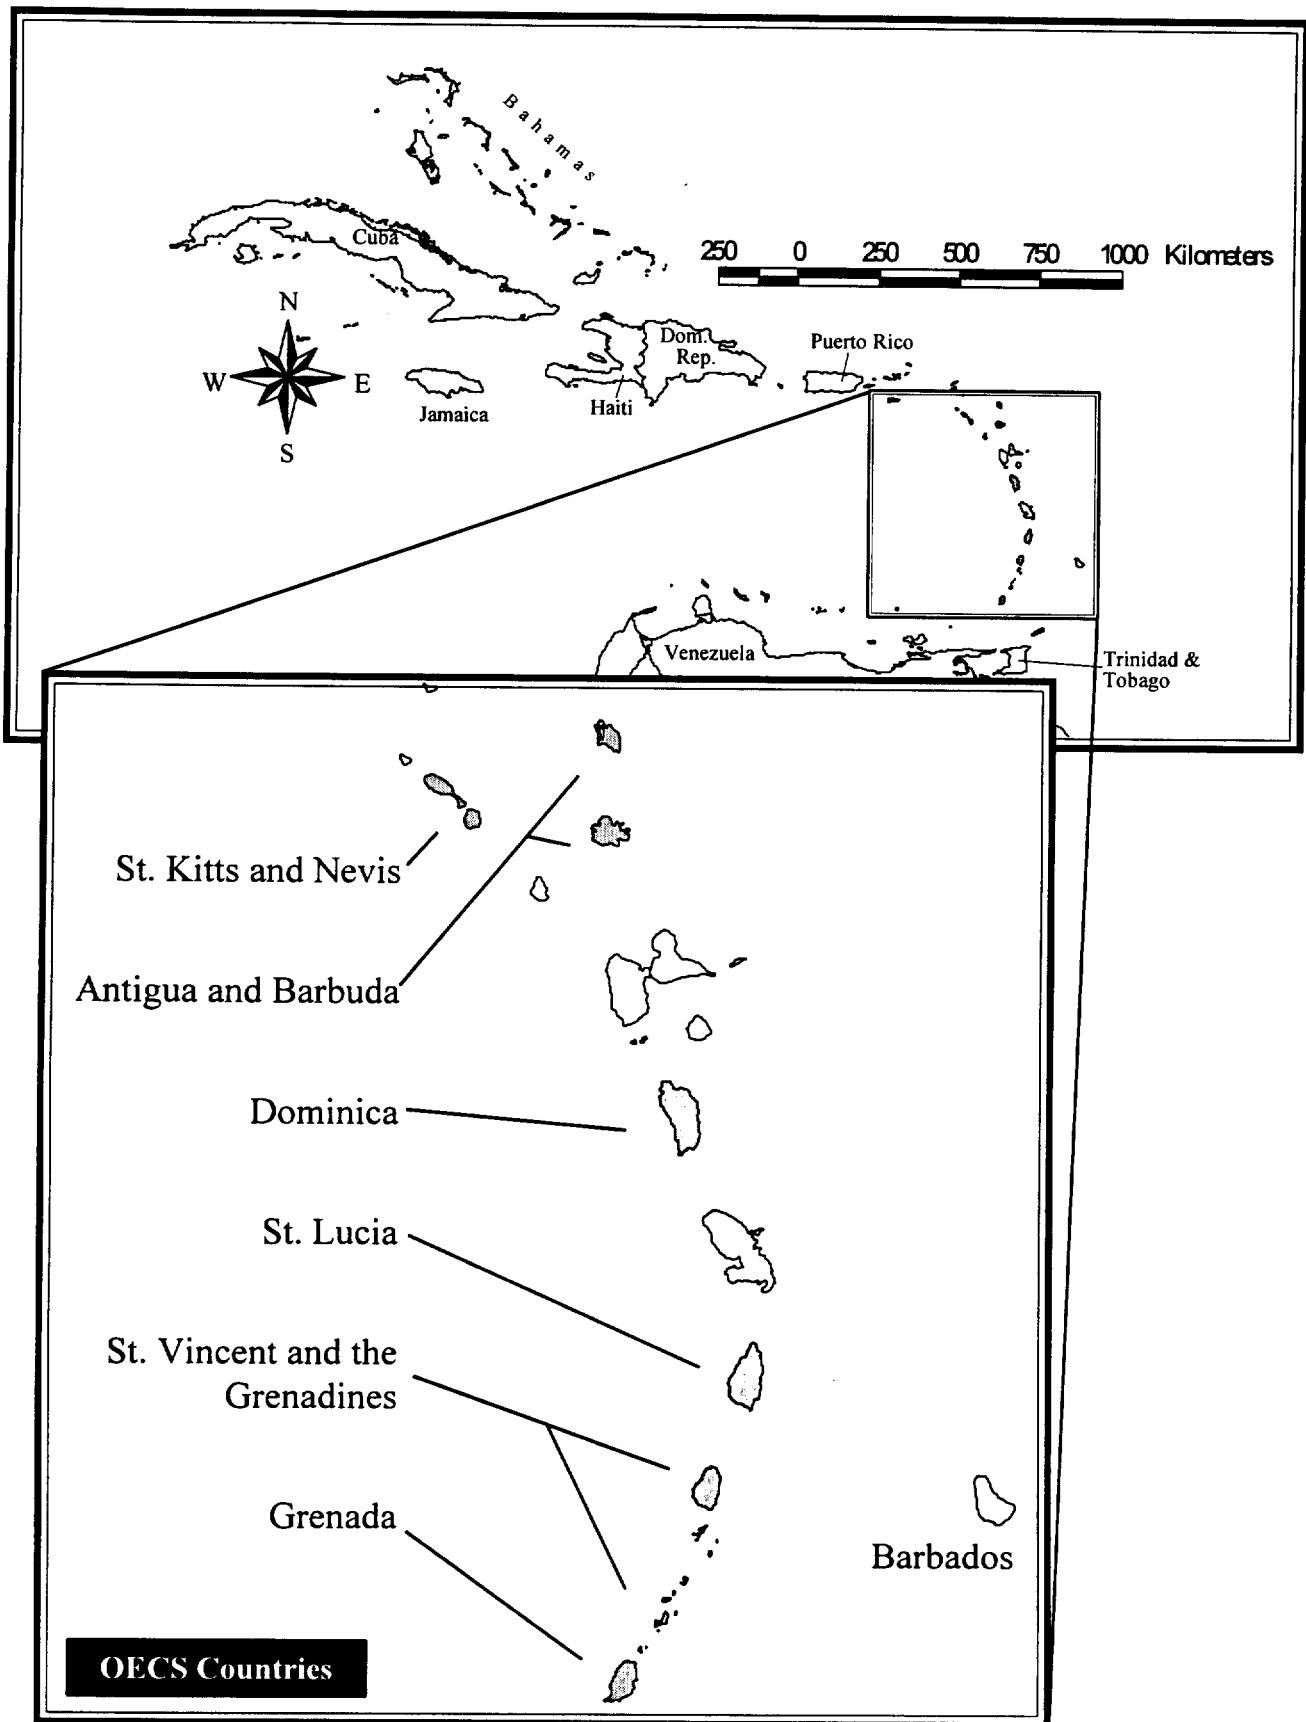 Bahamas
Cuba
250 0 250 500 750 1000 Kilometers
N
W E
S
Dom.
Rep.
Puerto Rico
Jamaica
Haiti
Venezuela
Trinidad &
Tobago
St. Kitts and Nevis
Antigua and Barbuda
Dominica
St. Lucia
St. Vincent and the
Grenadines
Grenada
Barbados
OECS Countries